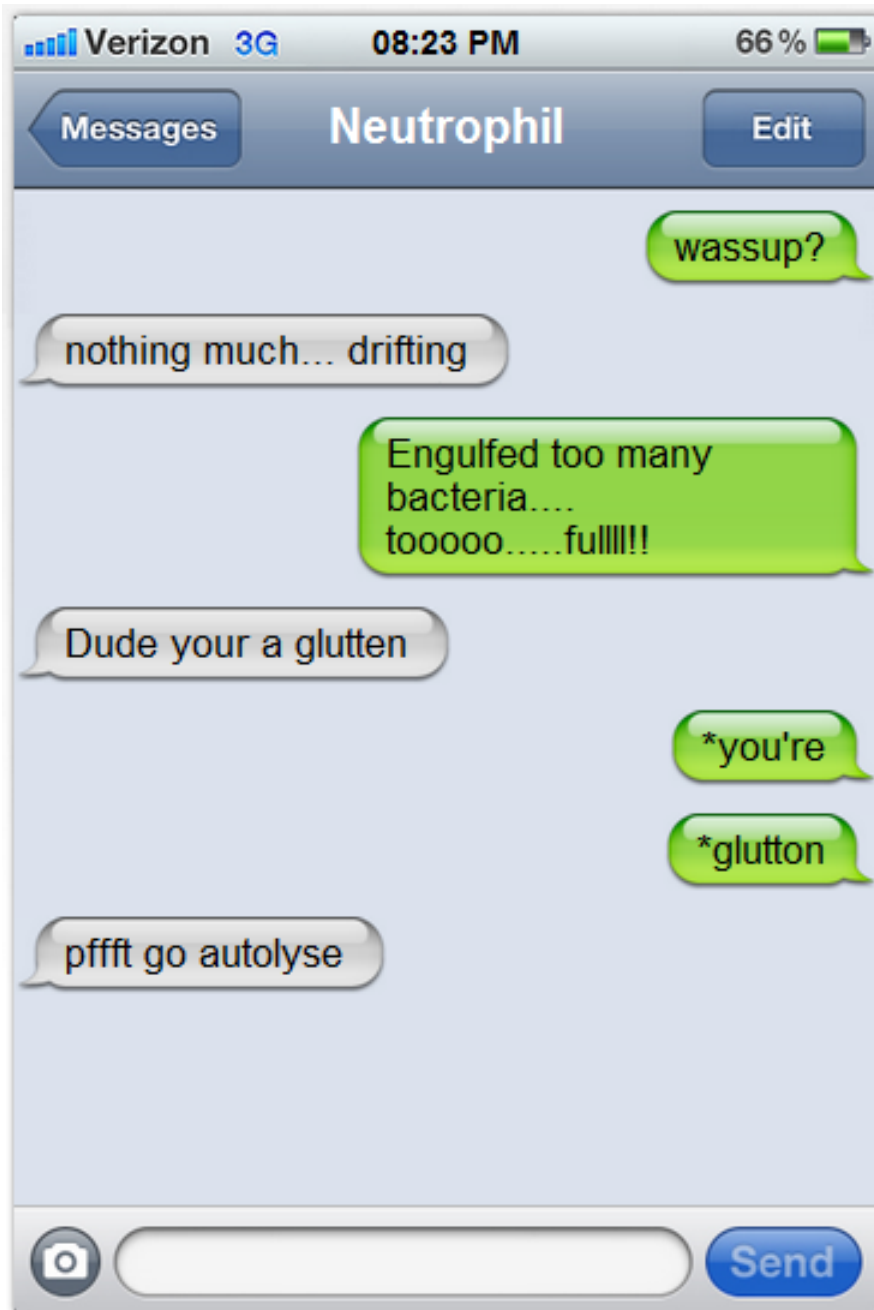 Verizon 3G 08:23 PM 66%
Messages Neutrophil Edit
wassup?
nothing much... drifting
Engulfed too many
bacteria....
tooooo.....fullll!!
Dude your a glutten
*you're
*glutton
pffft go autolyse
Send